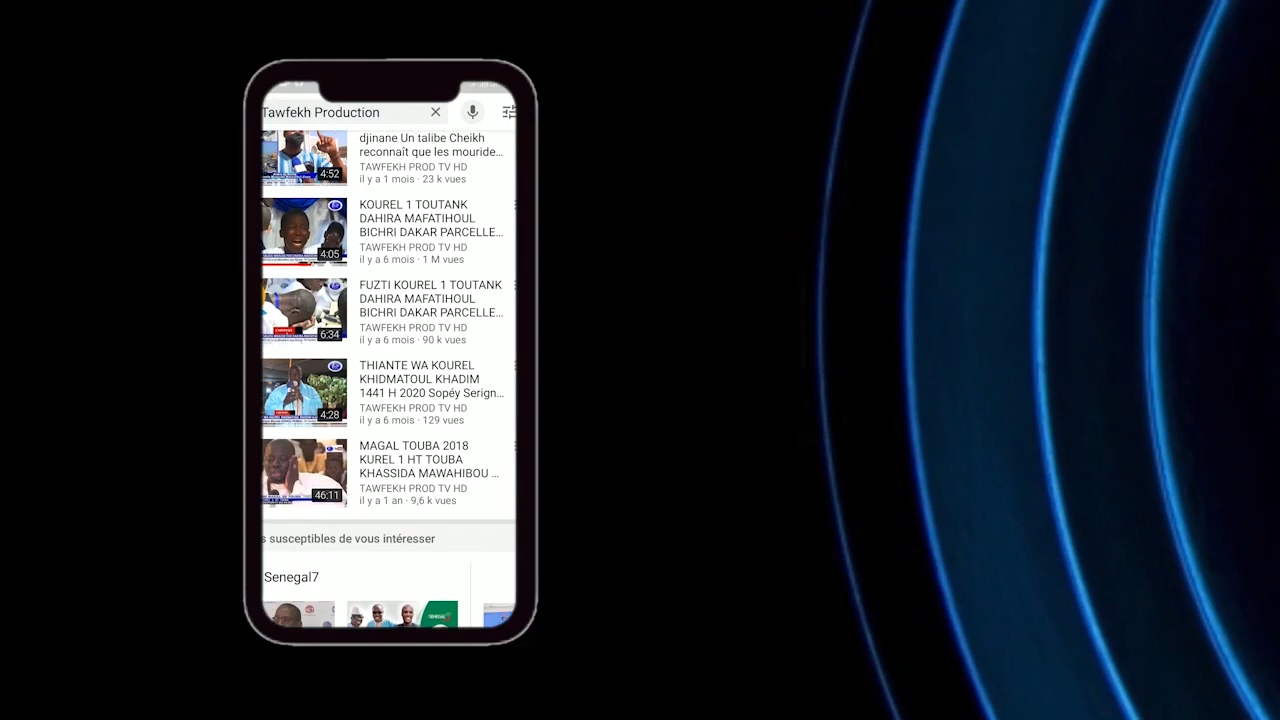 Tawfekh Production
djinane Un talibe Cheikh
reconnaît que les mouride...
TAWFEKH PROD TV HD
il y a 1 mois · 23 k vues
4:52
KOUREL 1 TOUTANK
DAHIRA MAFATIHOUL
BICHRI DAKAR PARCELLE...
TAWFEKH PROD TV HD
il y a 6 mois · 1 M vues
4:05
FUZTI KOUREL 1 TOUTANK
DAHIRA MAFATIHOUL
BICHRI DAKAR PARCELLE...
TAWFEKH PROD TV HD
il y a 6 mois · 90 k vues
6:34
THIANTE WA KOUREL
KHIDMATOUL KHADIM
1441 H 2020 Sopéy Serign...
TAWFEKH PROD TV HD
il y a 6 mois · 129 vues
4:28
MAGAL TOUBA 2018
KUREL 1 HT TOUBA
KHASSIDA MAWAHIBOU ...
TAWFEKH PROD TV HD
il y a 1 an · 9,6 k vues
46:11
s susceptibles de vous intéresser
Senegal7